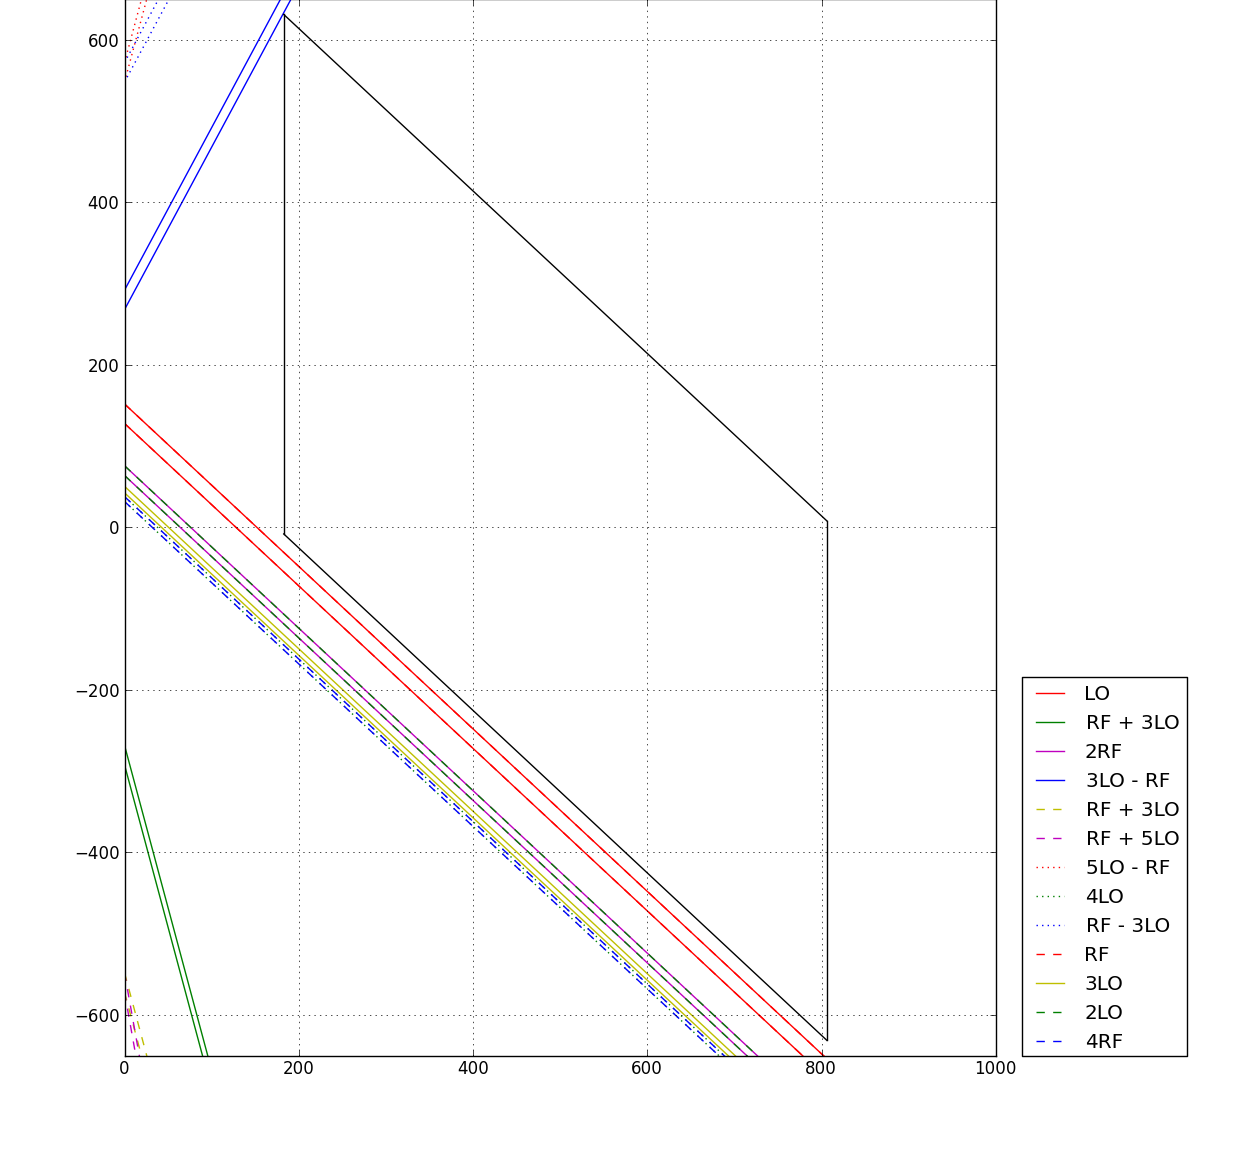 600
400
200
0
−200
−400
−600
0 200 400 600 800 1000
LO
RF + 3LO
2RF
3LO - RF
RF + 3LO
RF + 5LO
5LO - RF
4LO
RF - 3LO
RF
3LO
2LO
4RF